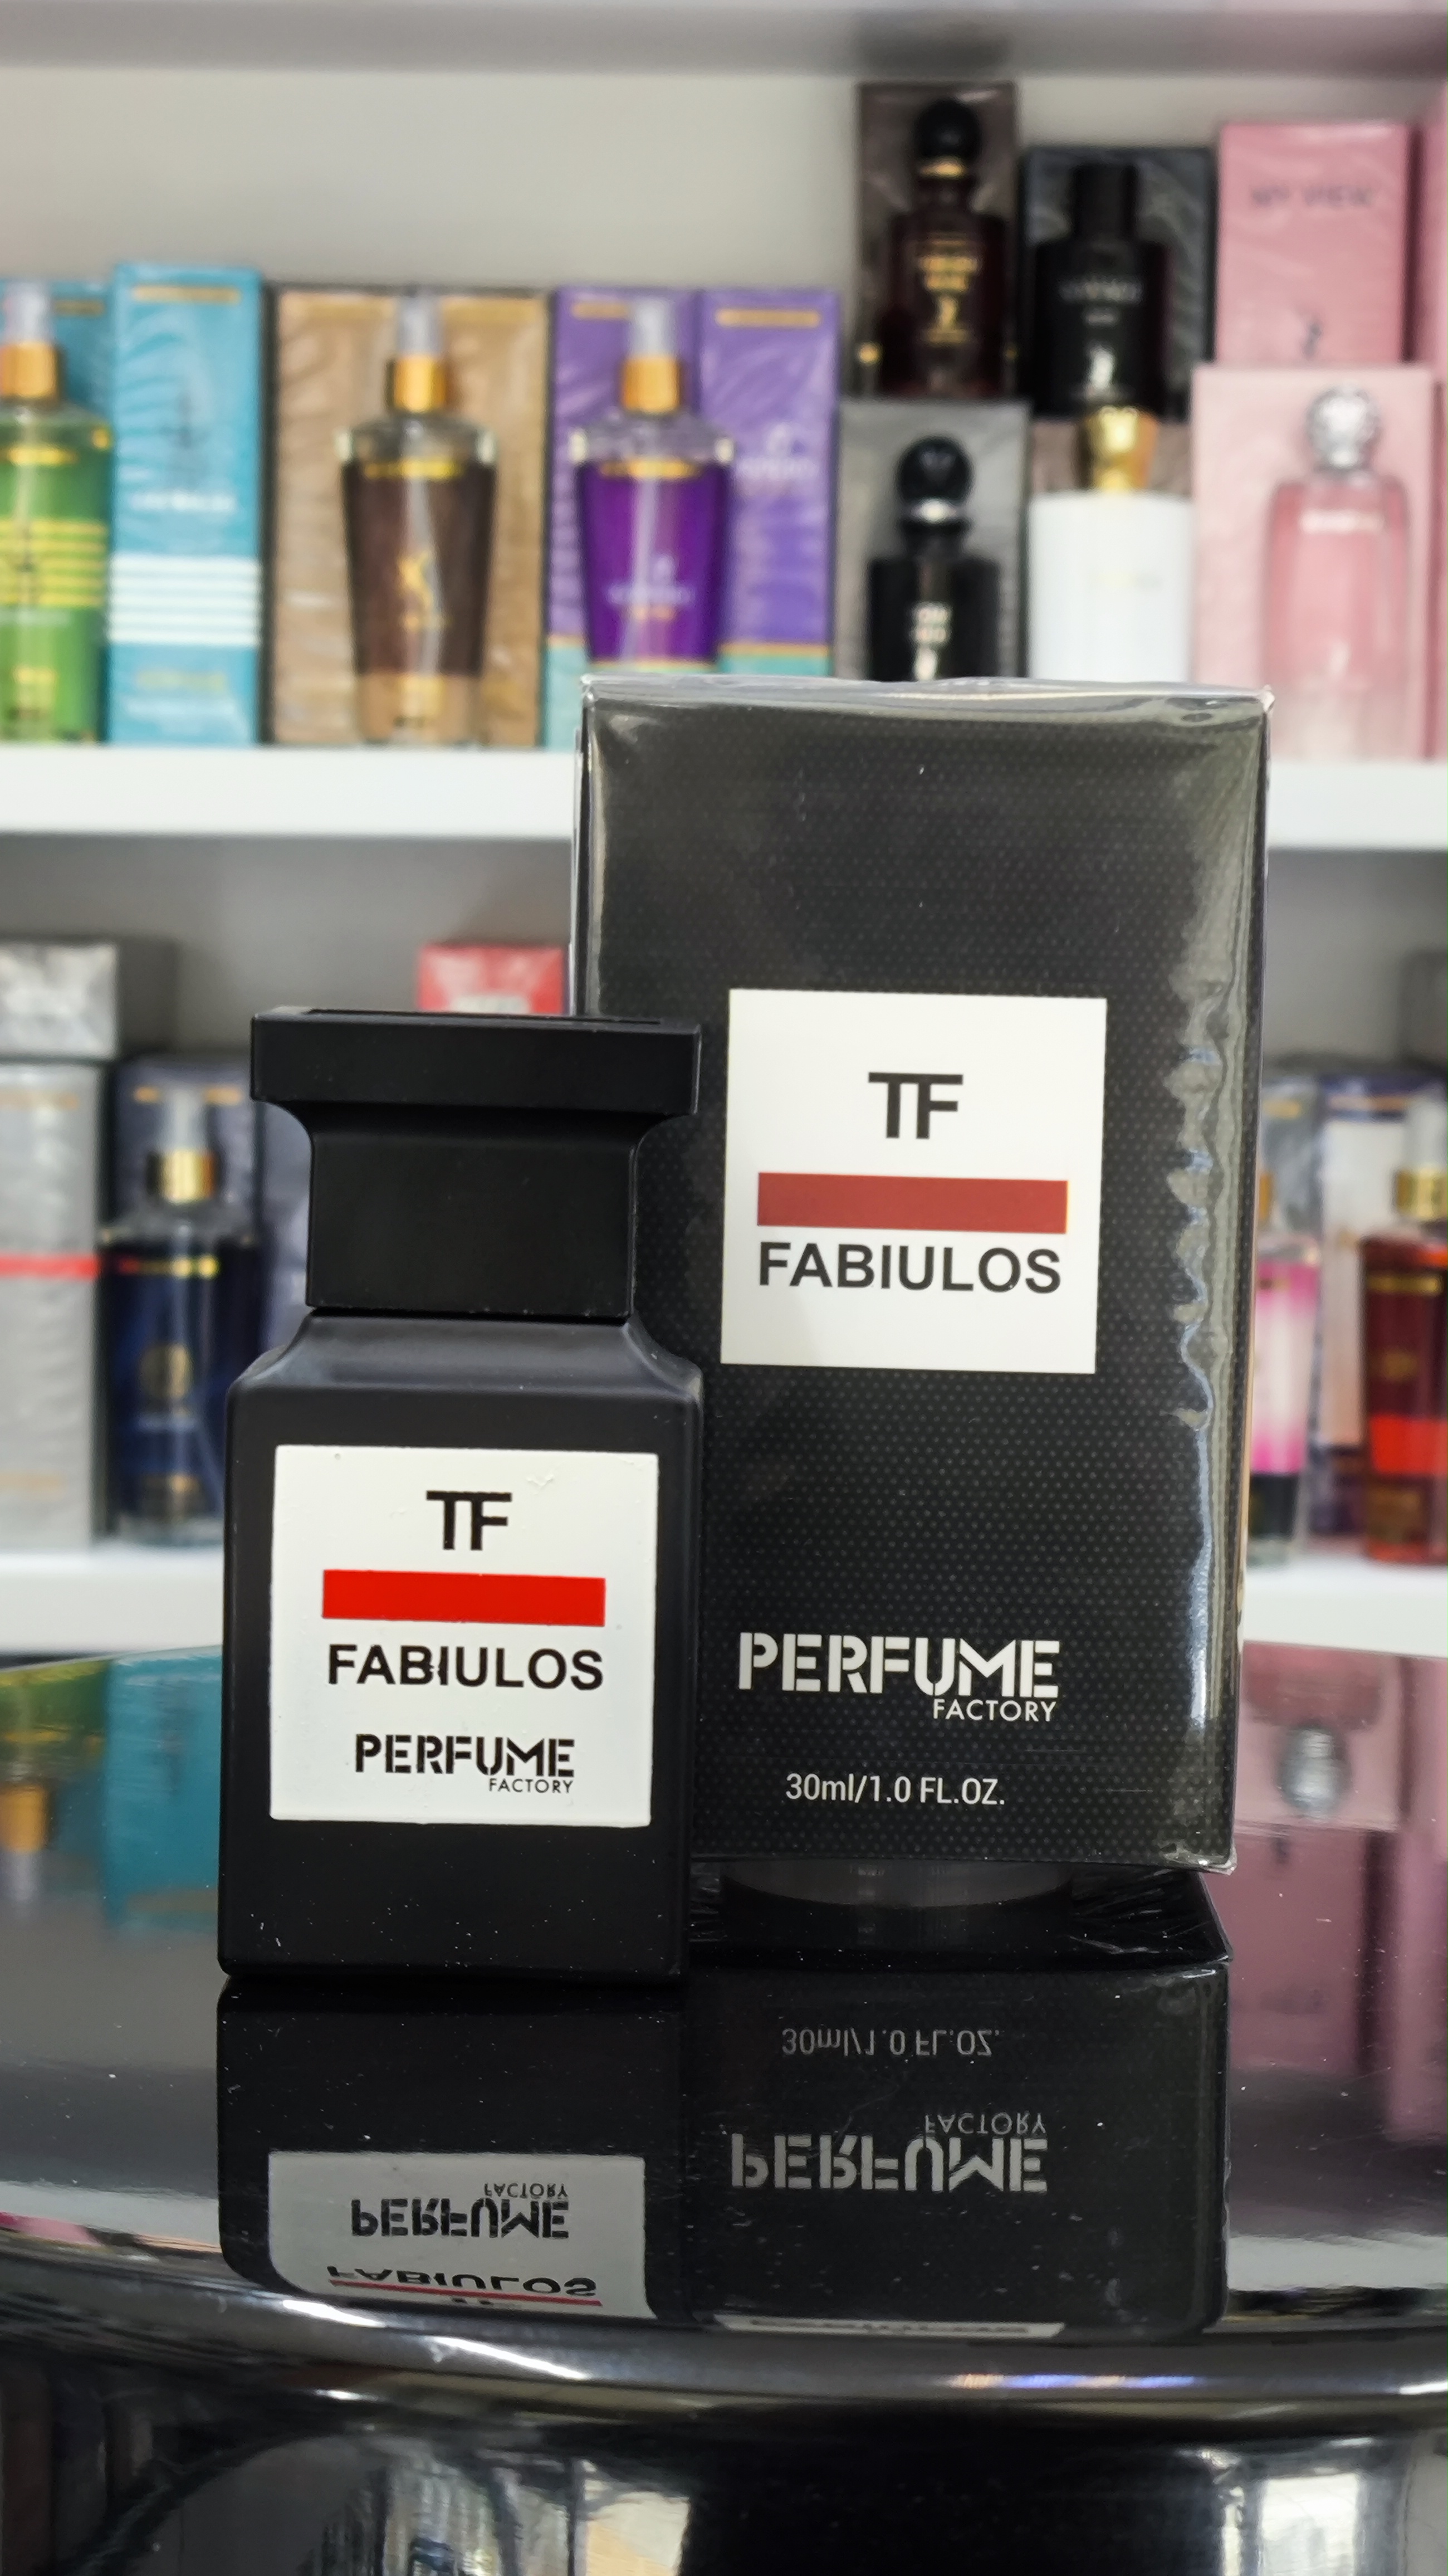 TF
FABIULOS
PERFUME
FACTORY
30ml/1.0 FL.OZ.
TF
FABIULOS
PERFUME
FACTORY